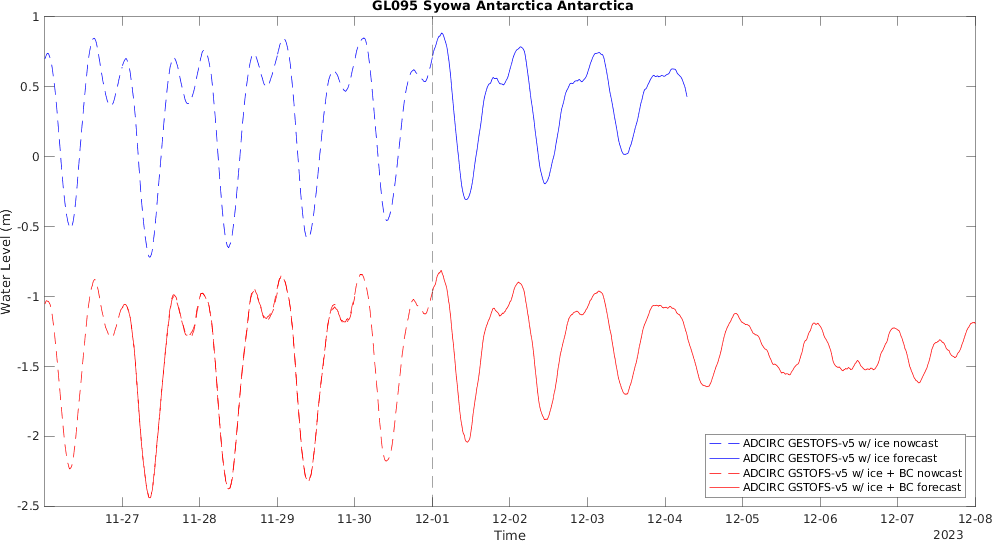 GL095 Syowa Antarctica Antarctica
Water Level (m)
1
0.5
0
-0.5
-1
-1.5
-2
-2.5
ADCIRC GESTOFS-v5 w/ ice nowcast
ADCIRC GESTOFS-v5 w/ ice forecast
ADCIRC GSTOFS-v5 w/ ice + BC nowcast
ADCIRC GSTOFS-v5 w/ ice + BC forecast
11-27 11-28 11-29 11-30 12-01 12-02 12-03 12-04 12-05 12-06 12-07 12-08
Time
2023